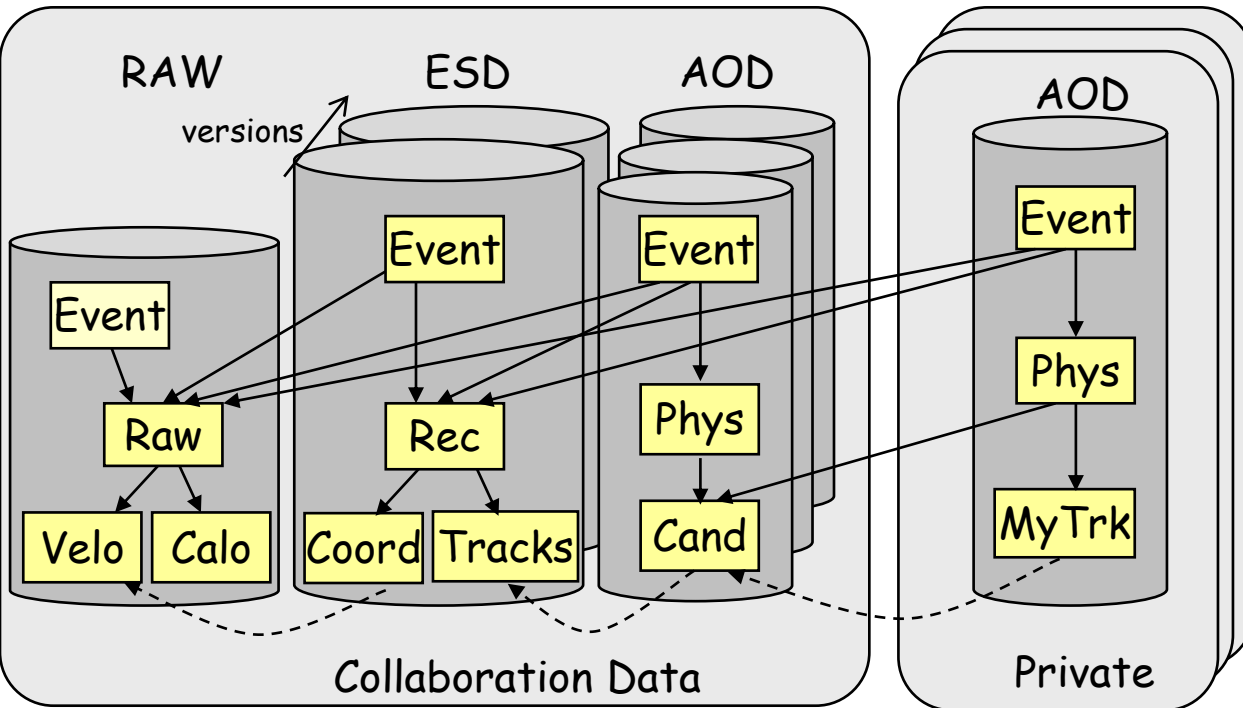 RAW
ESD
AOD
AOD
versions
Event
Event
Event
Event
Raw
Rec
Phys
Phys
Velo
Calo
Coord
Tracks
Cand
MyTrk
Collaboration Data
Private